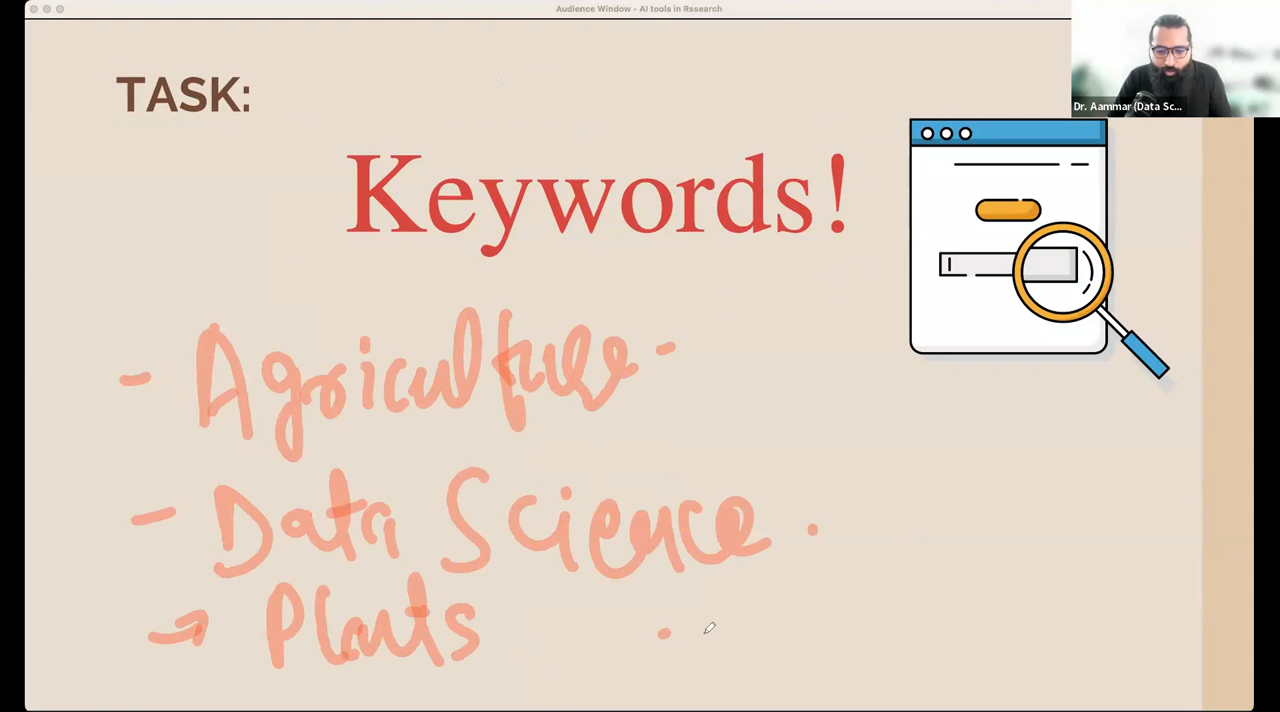 Audience Window - AI tools in Rssearch
Dr. Aammar (Data Sc...
TASK:
Keywords!
- Agriculture -
- Data Science .
→ Plants .